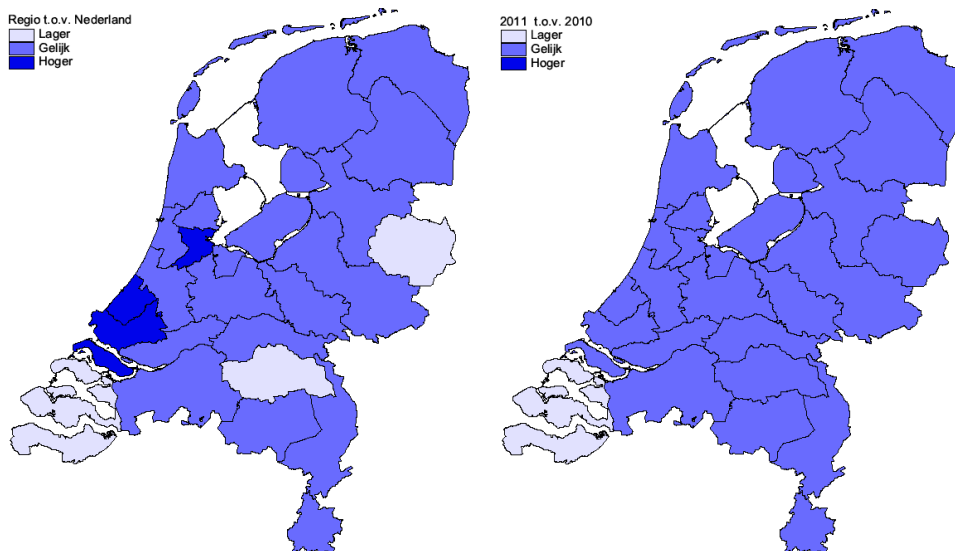 Regio t.o.v. Nederland
Lager
Gelijk
Hoger
2011 t.o.v. 2010
Lager
Gelijk
Hoger